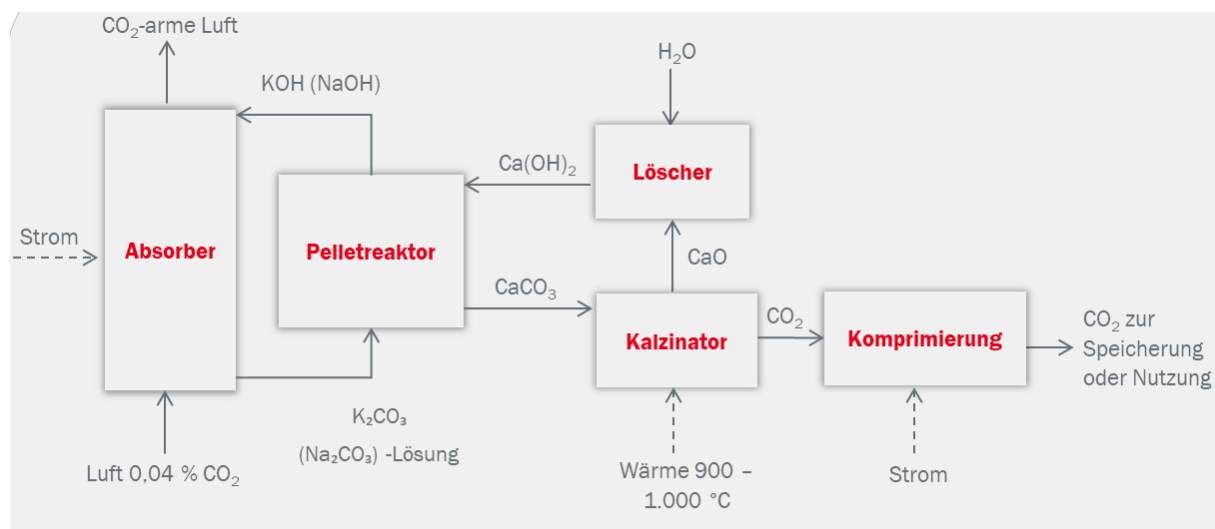 CO₂-arme Luft
KOH (NaOH)
H₂O
Ca(OH)₂
Löscher
Strom
Absorber
Pelletreaktor
CaO
CaCO₃
Kalzinator
CO₂
Komprimierung
CO₂ zur
Speicherung
oder Nutzung
K₂CO₃
(Na₂CO₃) -Lösung
Luft 0,04 % CO₂
Wärme 900 –
1.000 °C
Strom